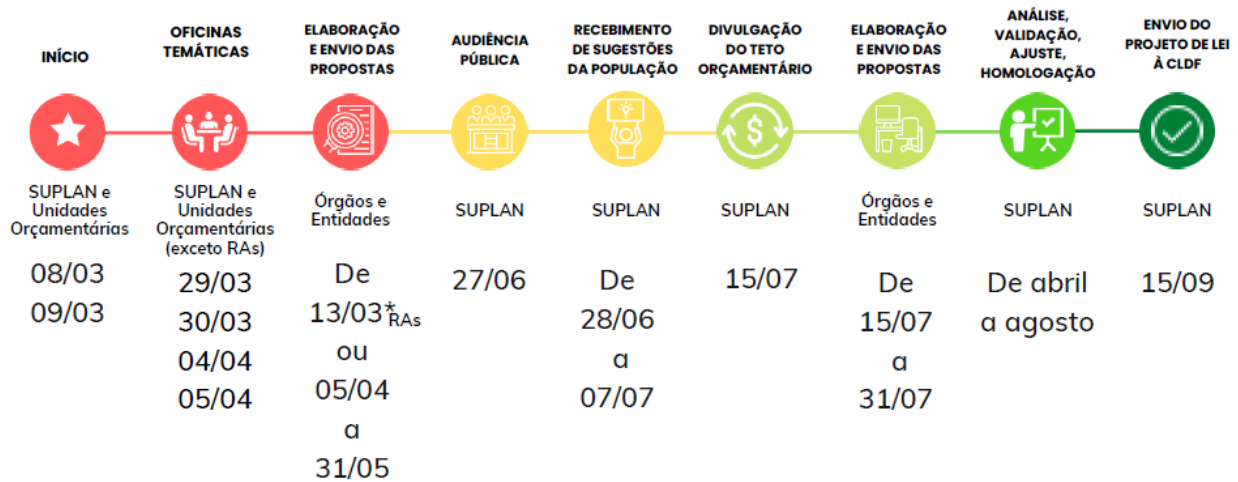 INÍCIO
OFICINAS
TEMÁTICAS
ELABORAÇÃO
E ENVIO DAS
PROPOSTAS
AUDIÊNCIA
PÚBLICA
RECEBIMENTO
DE SUGESTÕES
DA POPULAÇÃO
DIVULGAÇÃO
DO TETO
ORÇAMENTÁRIO
ELABORAÇÃO
E ENVIO DAS
PROPOSTAS
ANÁLISE,
VALIDAÇÃO,
AJUSTE,
HOMOLOGAÇÃO
ENVIO DO
PROJETO DE LEI
À CLDF
$
SUPLAN e
Unidades
Orçamentárias
SUPLAN e
Unidades
Orçamentárias
(exceto RAs)
Órgãos e
Entidades
SUPLAN
SUPLAN
SUPLAN
Órgãos e
Entidades
SUPLAN
SUPLAN
08/03
09/03
29/03
30/03
04/04
05/04
De
13/03*RAs
ou
05/04
a
31/05
27/06
De
28/06
a
07/07
15/07
De
15/07
a
31/07
De abril
a agosto
15/09